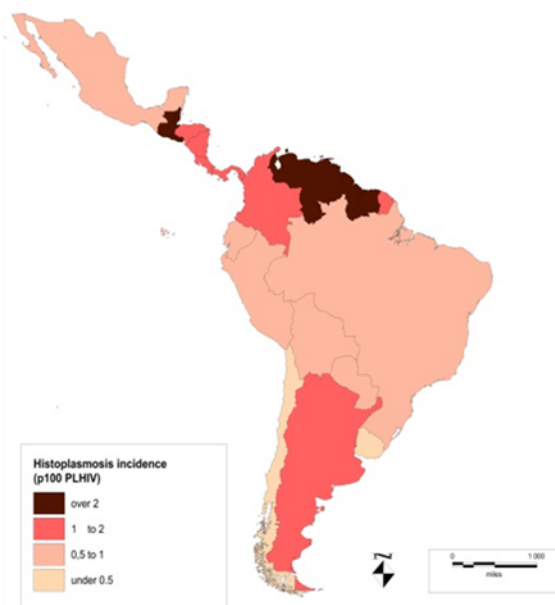 Histoplasmosis incidence
(p100 PLHIV)
over 2
1 to 2
0,5 to 1
under 0.5
N
0 1 000
miles